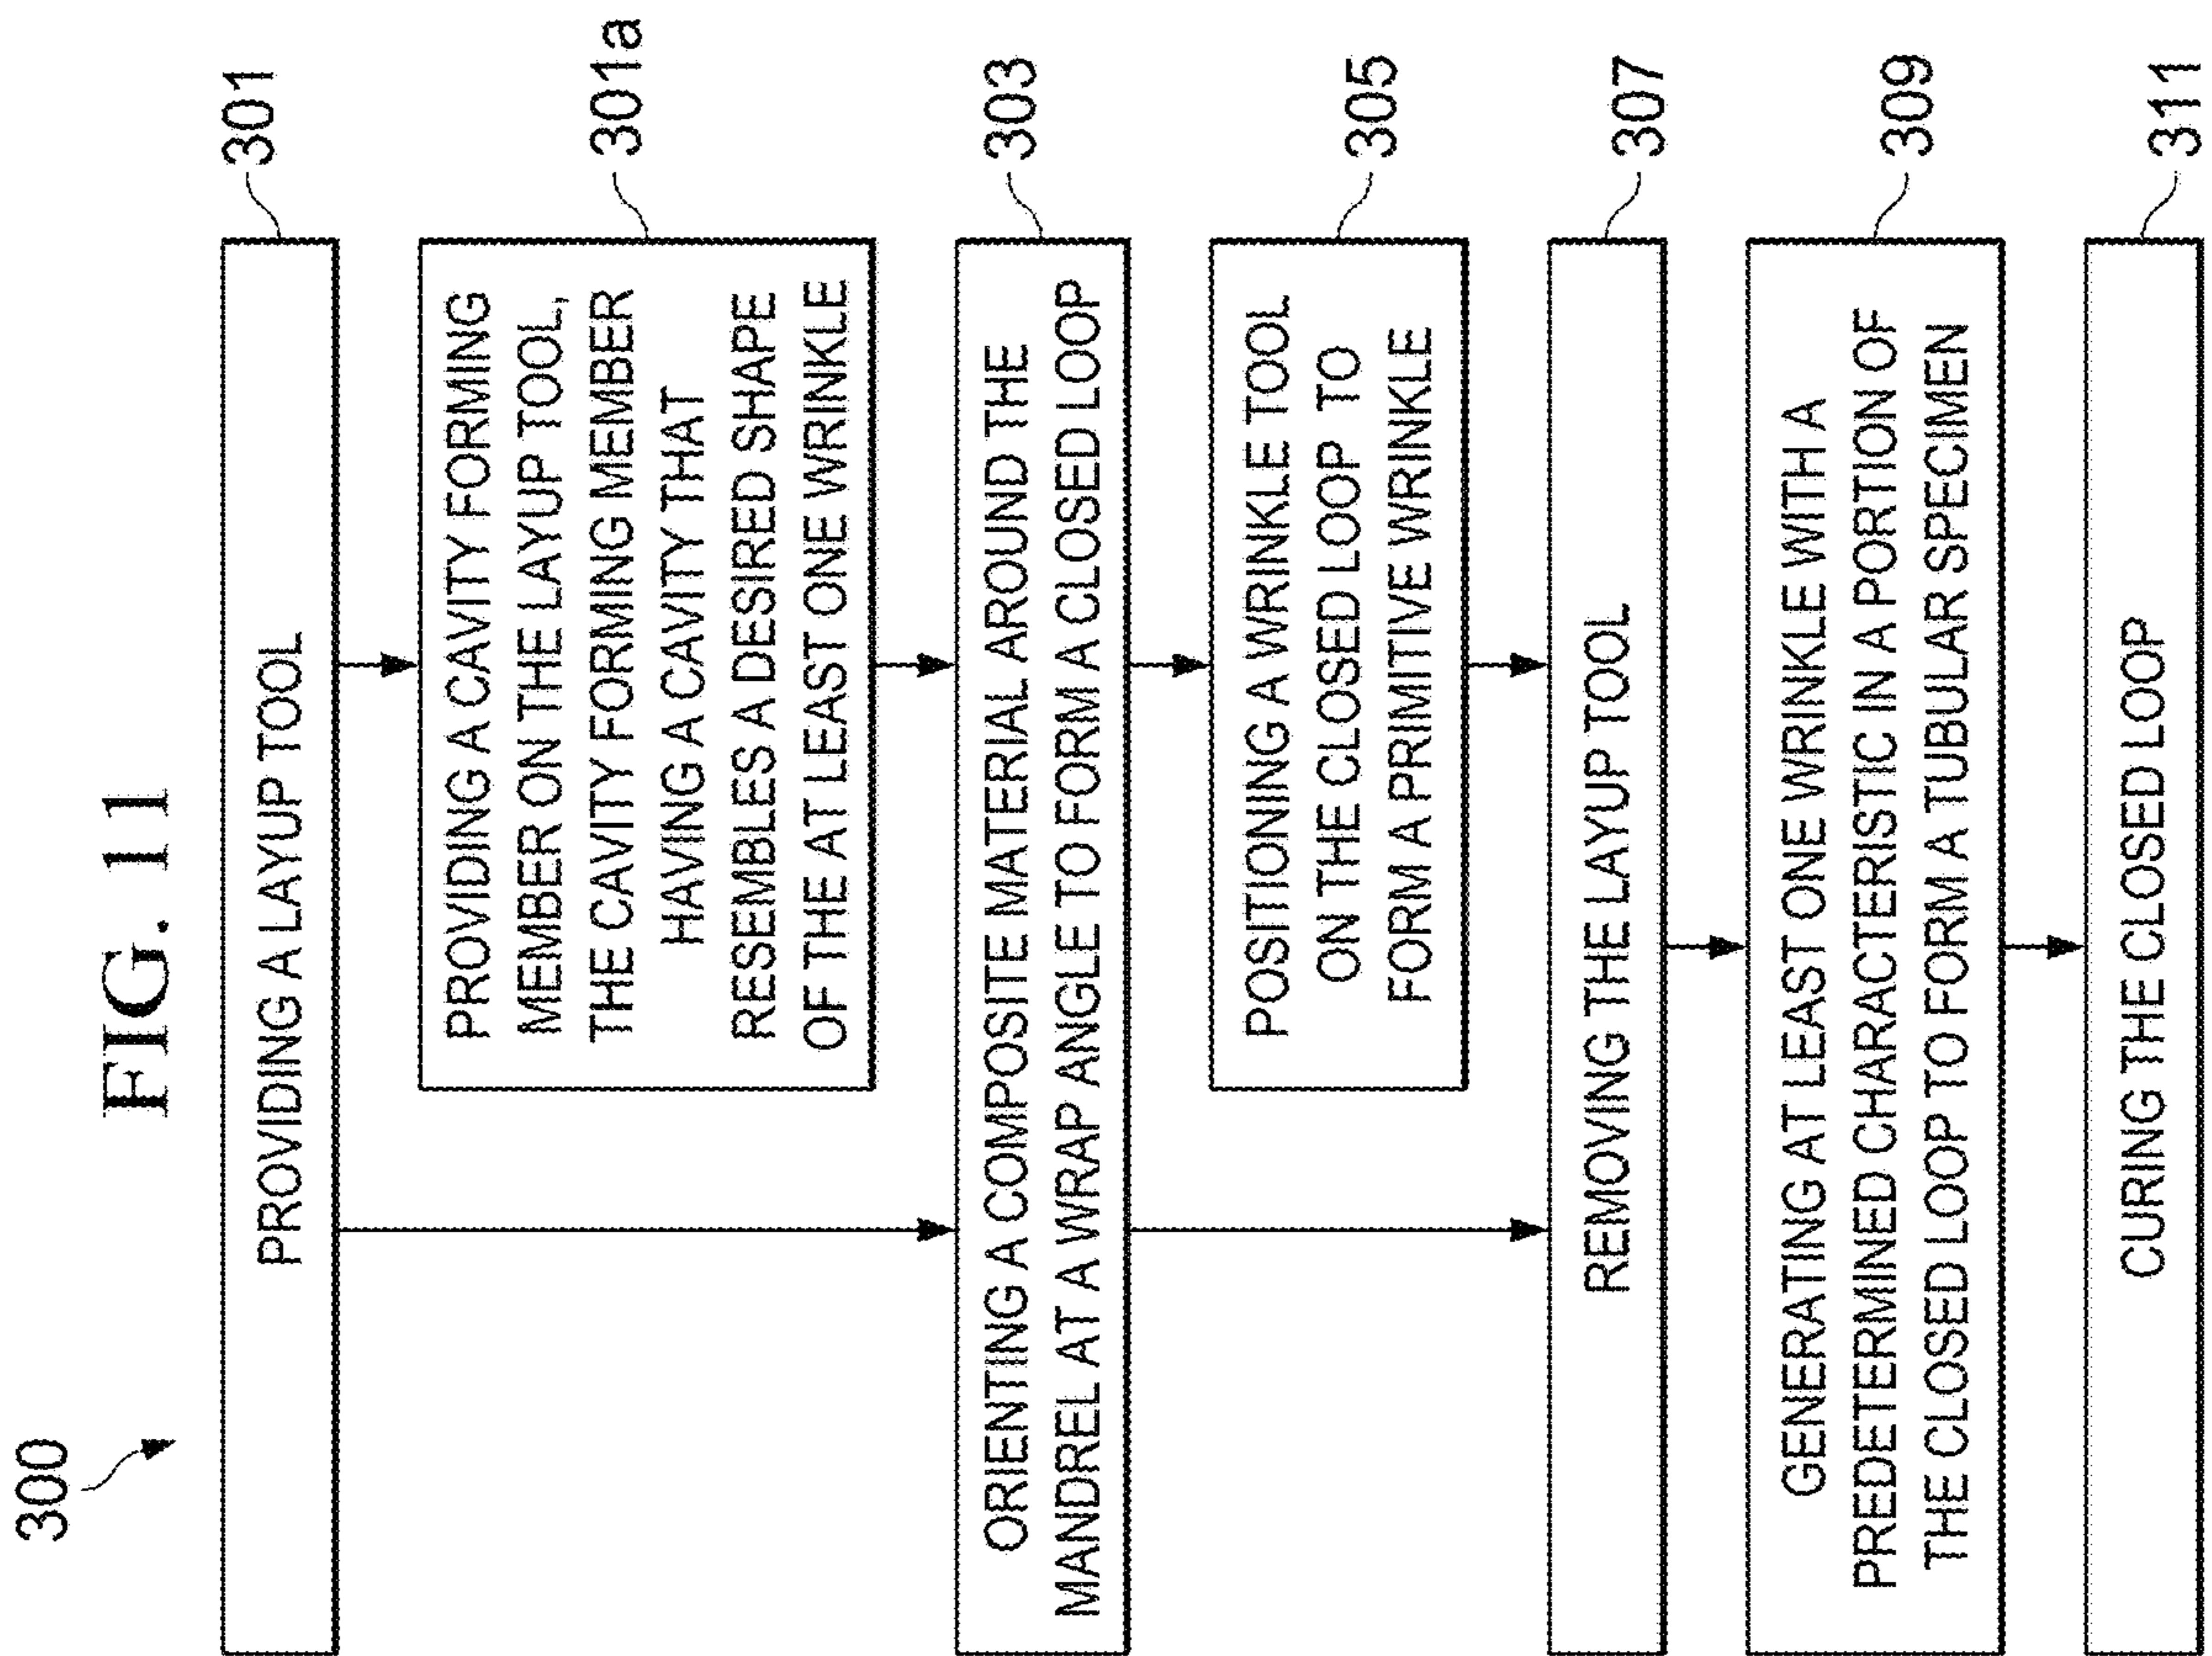 FIG. 11
300
301
PROVIDING A LAYUP TOOL
301a
PROVIDING A CAVITY FORMING
MEMBER ON THE LAYUP TOOL,
THE CAVITY FORMING MEMBER
HAVING A CAVITY THAT
RESEMBLES A DESIRED SHAPE
OF THE AT LEAST ONE WRINKLE
303
ORIENTING A COMPOSITE MATERIAL AROUND THE
MANDREL AT A WRAP ANGLE TO FORM A CLOSED LOOP
305
POSITIONING A WRINKLE TOOL
ON THE CLOSED LOOP TO
FORM A PRIMITIVE WRINKLE
307
REMOVING THE LAYUP TOOL
309
GENERATING AT LEAST ONE WRINKLE WITH A
PREDETERMINED CHARACTERISTIC IN A PORTION OF
THE CLOSED LOOP TO FORM A TUBULAR SPECIMEN
311
CURING THE CLOSED LOOP